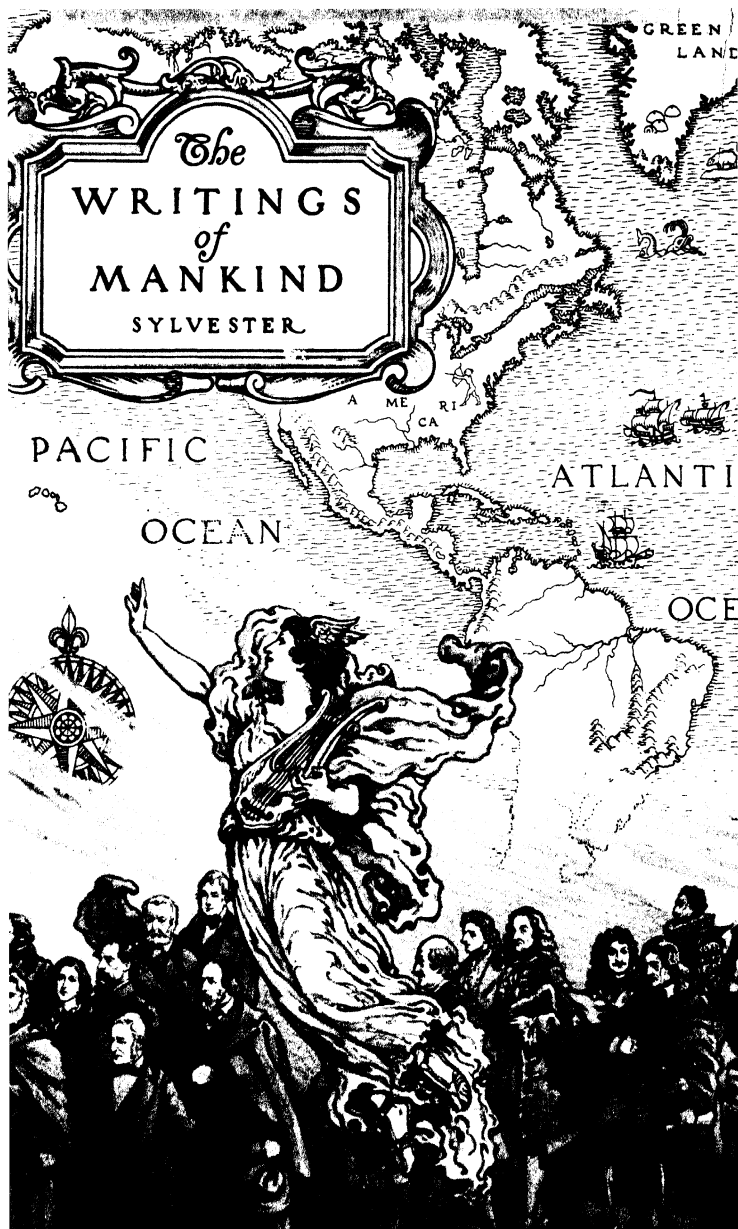 The
WRITINGS
of
MANKIND
SYLVESTER
GREEN
LAND
A ME RI
CA
PACIFIC
OCEAN
ATLANTI
OCE